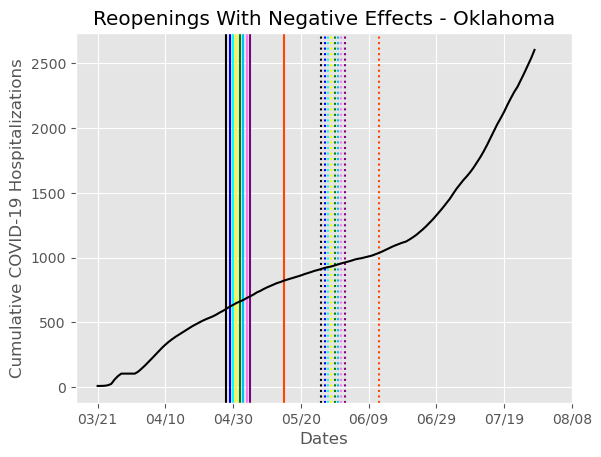 Reopenings With Negative Effects - Oklahoma
Cumulative COVID-19 Hospitalizations
2500
2000
1500
1000
500
0
03/21 04/10 04/30 05/20 06/09 06/29 07/19 08/08
Dates